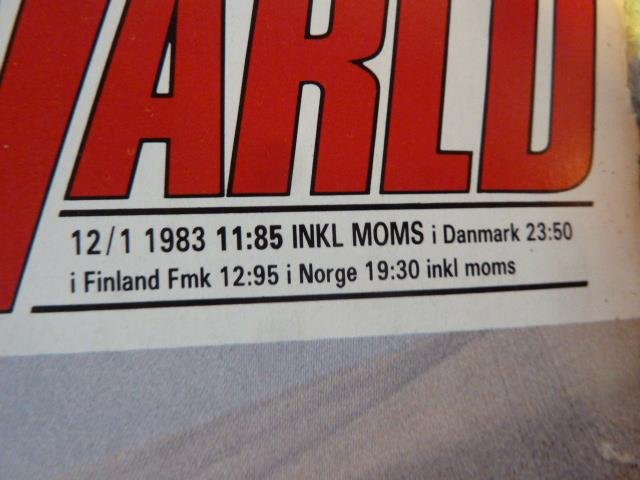 VARLD
12/1 1983 11:85 INKL MOMS i Danmark 23:50
i Finland Fmk 12:95 i Norge 19:30 inkl moms